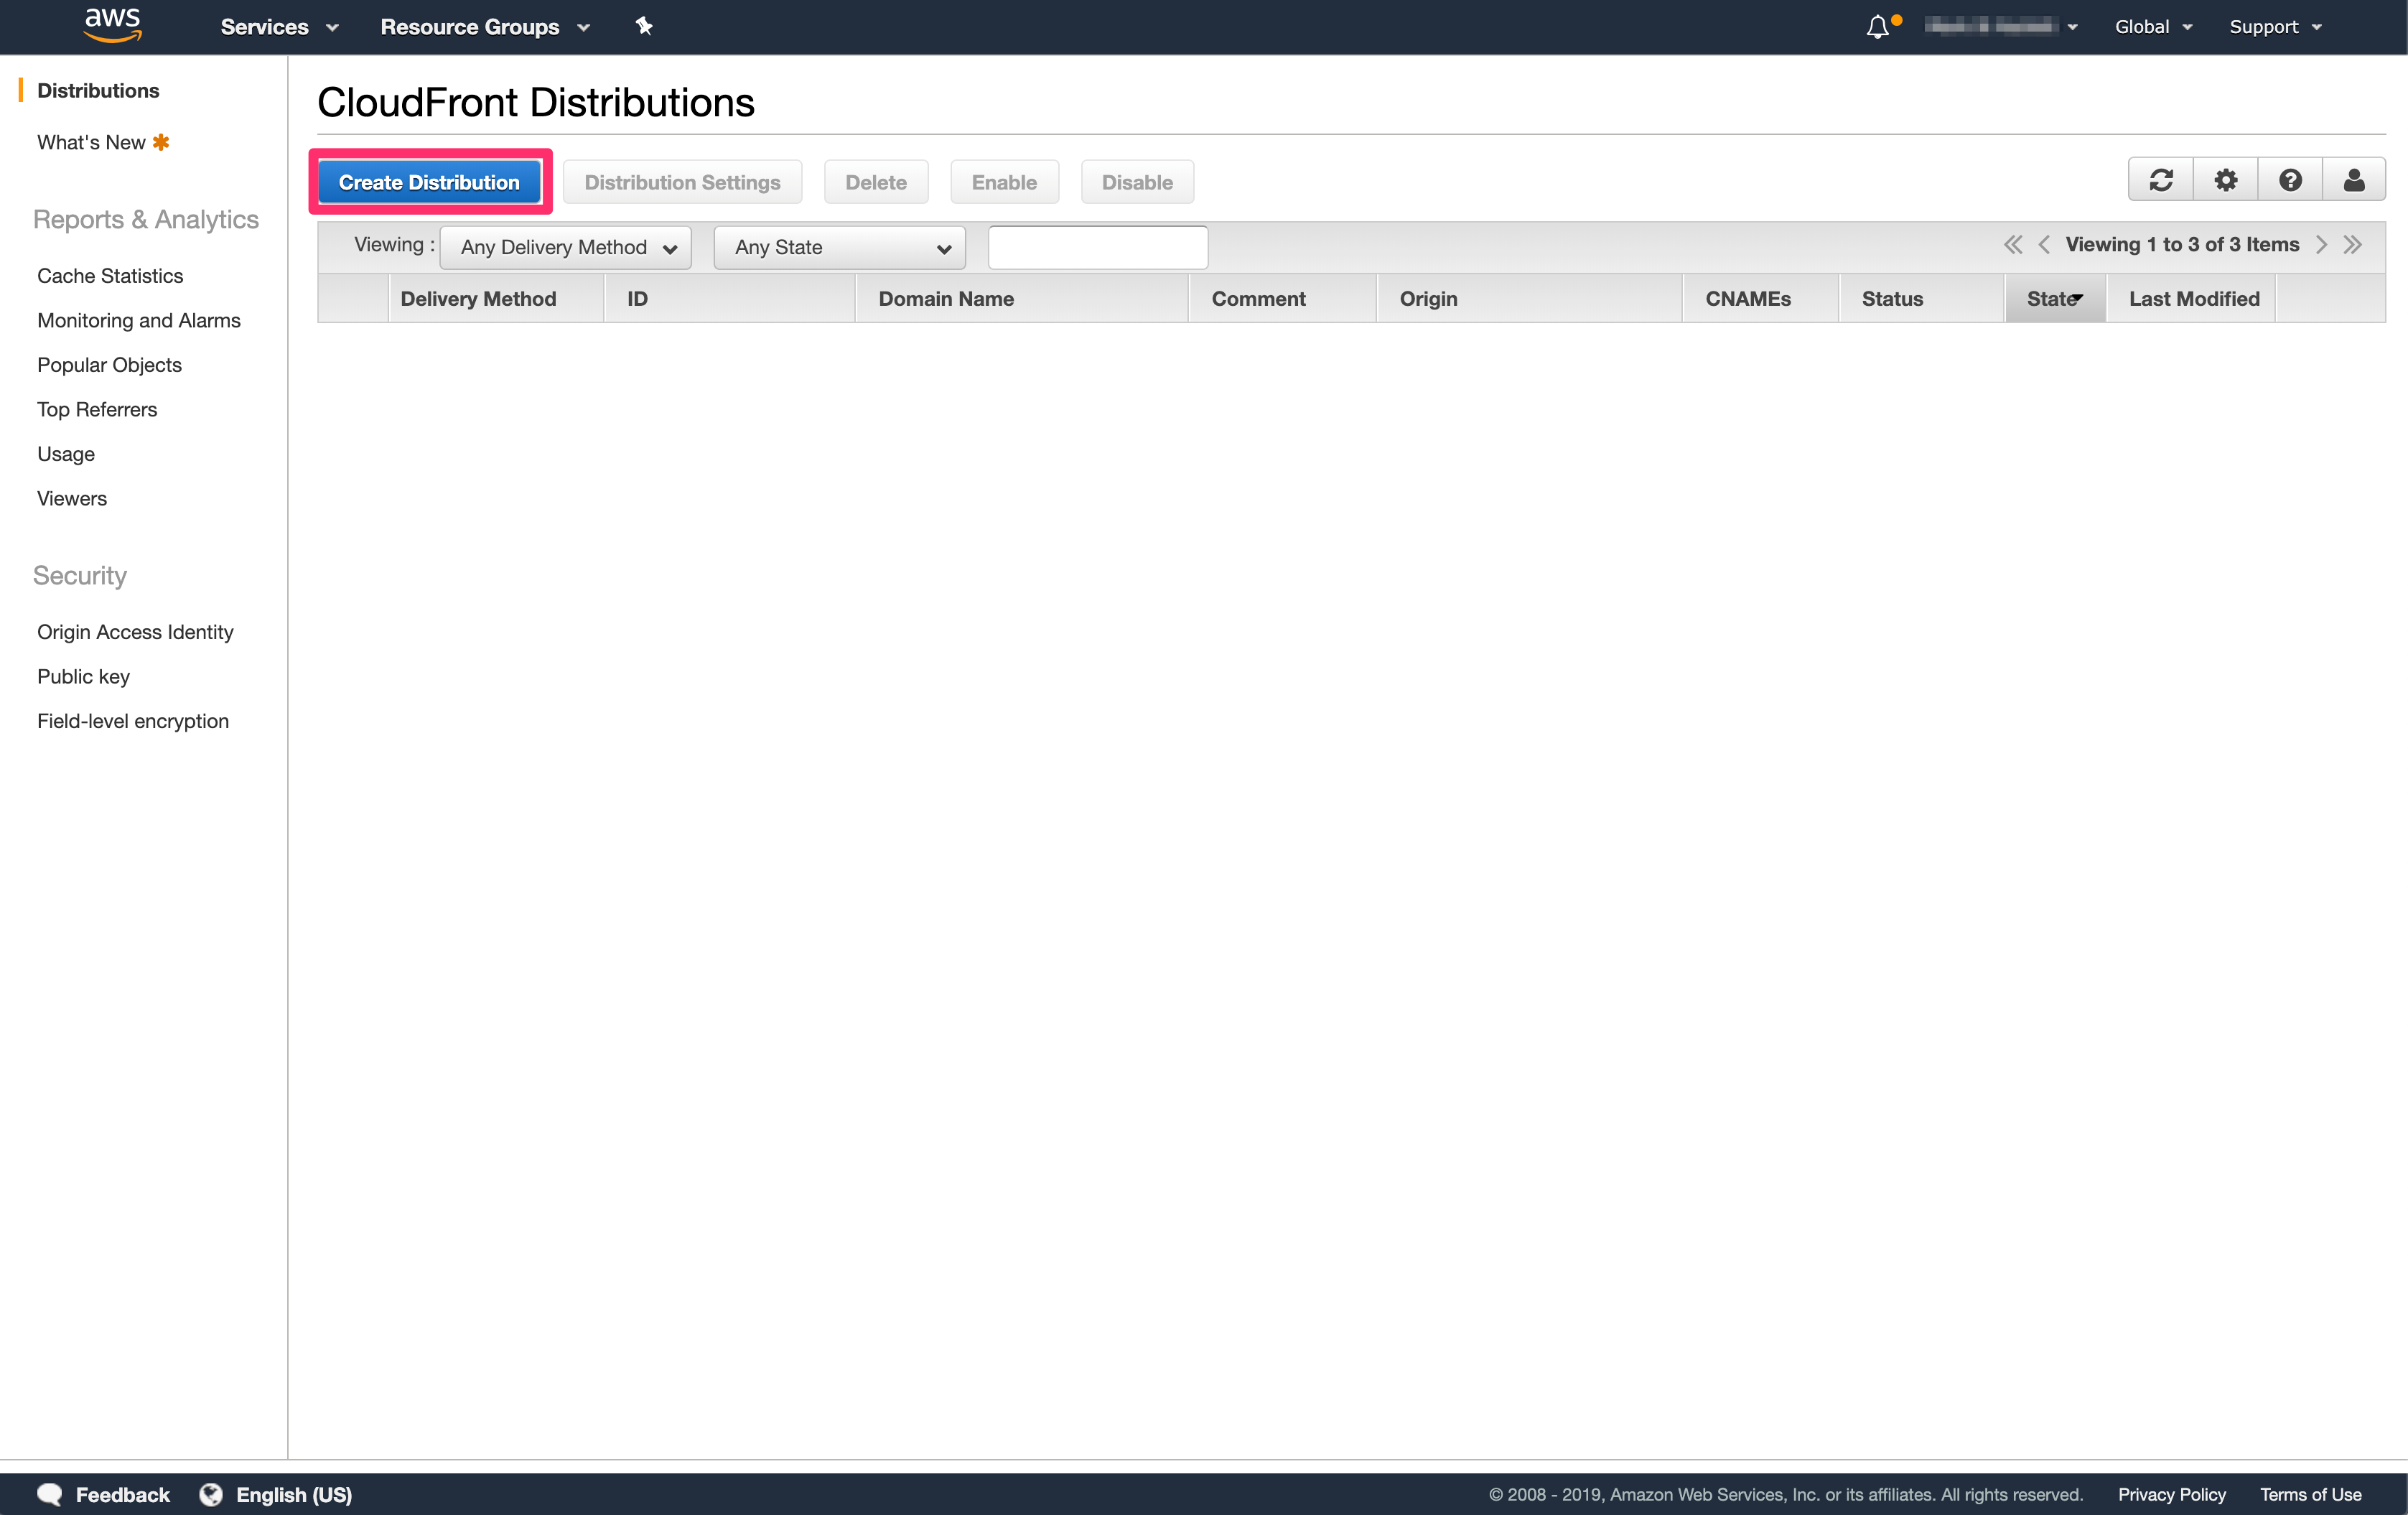 aws
Services
Resource Groups
Global
Support
Distributions
What's New
Reports & Analytics
Cache Statistics
Monitoring and Alarms
Popular Objects
Top Referrers
Usage
Viewers
Security
Origin Access Identity
Public key
Field-level encryption
CloudFront Distributions
Create Distribution
Distribution Settings
Delete
Enable
Disable
Viewing :
Any Delivery Method
Any State
Viewing 1 to 3 of 3 Items
Delivery Method
ID
Domain Name
Comment
Origin
CNAMEs
Status
State
Last Modified
Feedback
English (US)
© 2008 - 2019, Amazon Web Services, Inc. or its affiliates. All rights reserved.
Privacy Policy
Terms of Use